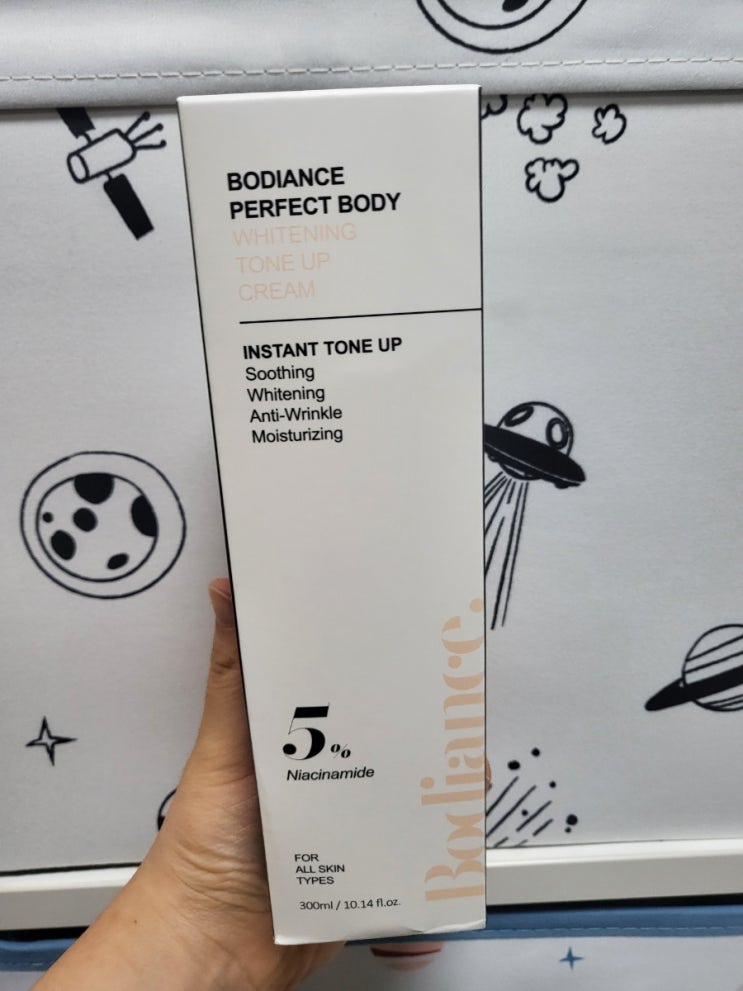 BODIANCE
PERFECT BODY
WHITENING
TONE UP
CREAM
INSTANT TONE UP
Soothing
Whitening
Anti-Wrinkle
Moisturizing
5%
Niacinamide
FOR
ALL SKIN
TYPES
300ml / 10.14 fl.oz.
Bodiance.